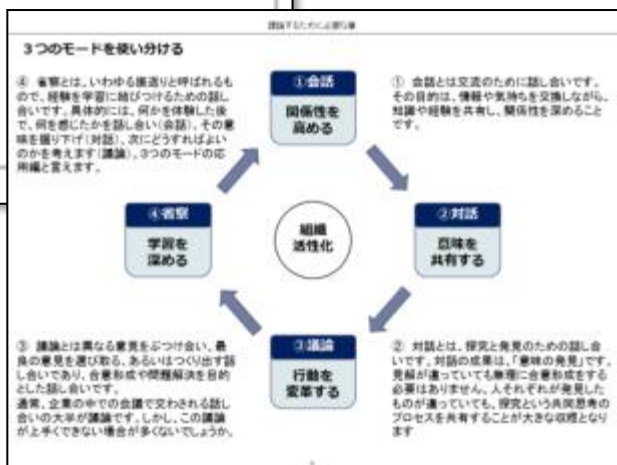 議論するために必要な事
3つのモードを使い分ける
④ 省察とは、いわゆる振返りと呼ばれるも
ので、経験を学習に結びつけるための話し
合いです。具体的には、何かを体験した後
で、何を感じたかを話し合い(会話)、その意
味を掘り下げ(対話)、次にどうすればよい
のかを考えます(議論)。3つのモードの応
用編と言えます。
①会話
関係性を
高める
① 会話とは交流のために話し合いです。
その目的は、情報や気持ちを交換しながら、
知識や経験を共有し、関係性を深めること
です。
④省察
学習を
深める
組織
活性化
②対話
意味を
共有する
③ 議論とは異なる意見をぶつけ合い、最
良の意見を選び取る、あるいはつくり出す話
し合いであり、合意形成や問題解決を目的
とした話し合いです。
通常、企業の中での会議で交わされる話し
合いの大半が議論です。しかし、この議論
が上手くできない場合が多くないでしょうか。
③議論
行動を
変革する
② 対話とは、探究と発見のための話し合
いです。対話の成果は、「意味の発見」です。
見解が違っていても無理に合意形成をする
必要はありません。人それぞれが発見した
ものが違っていても、探究という共同思考の
プロセスを共有することが大きな収穫となり
ます